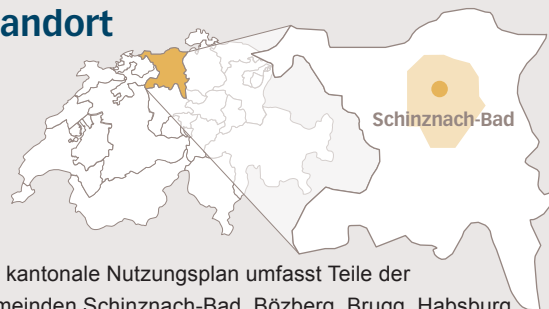 andort
Schinznach-Bad
kantonale Nutzungsplan umfasst Teile der
meinden Schinznach-Bad, Bözberg, Brugg, Habsburg